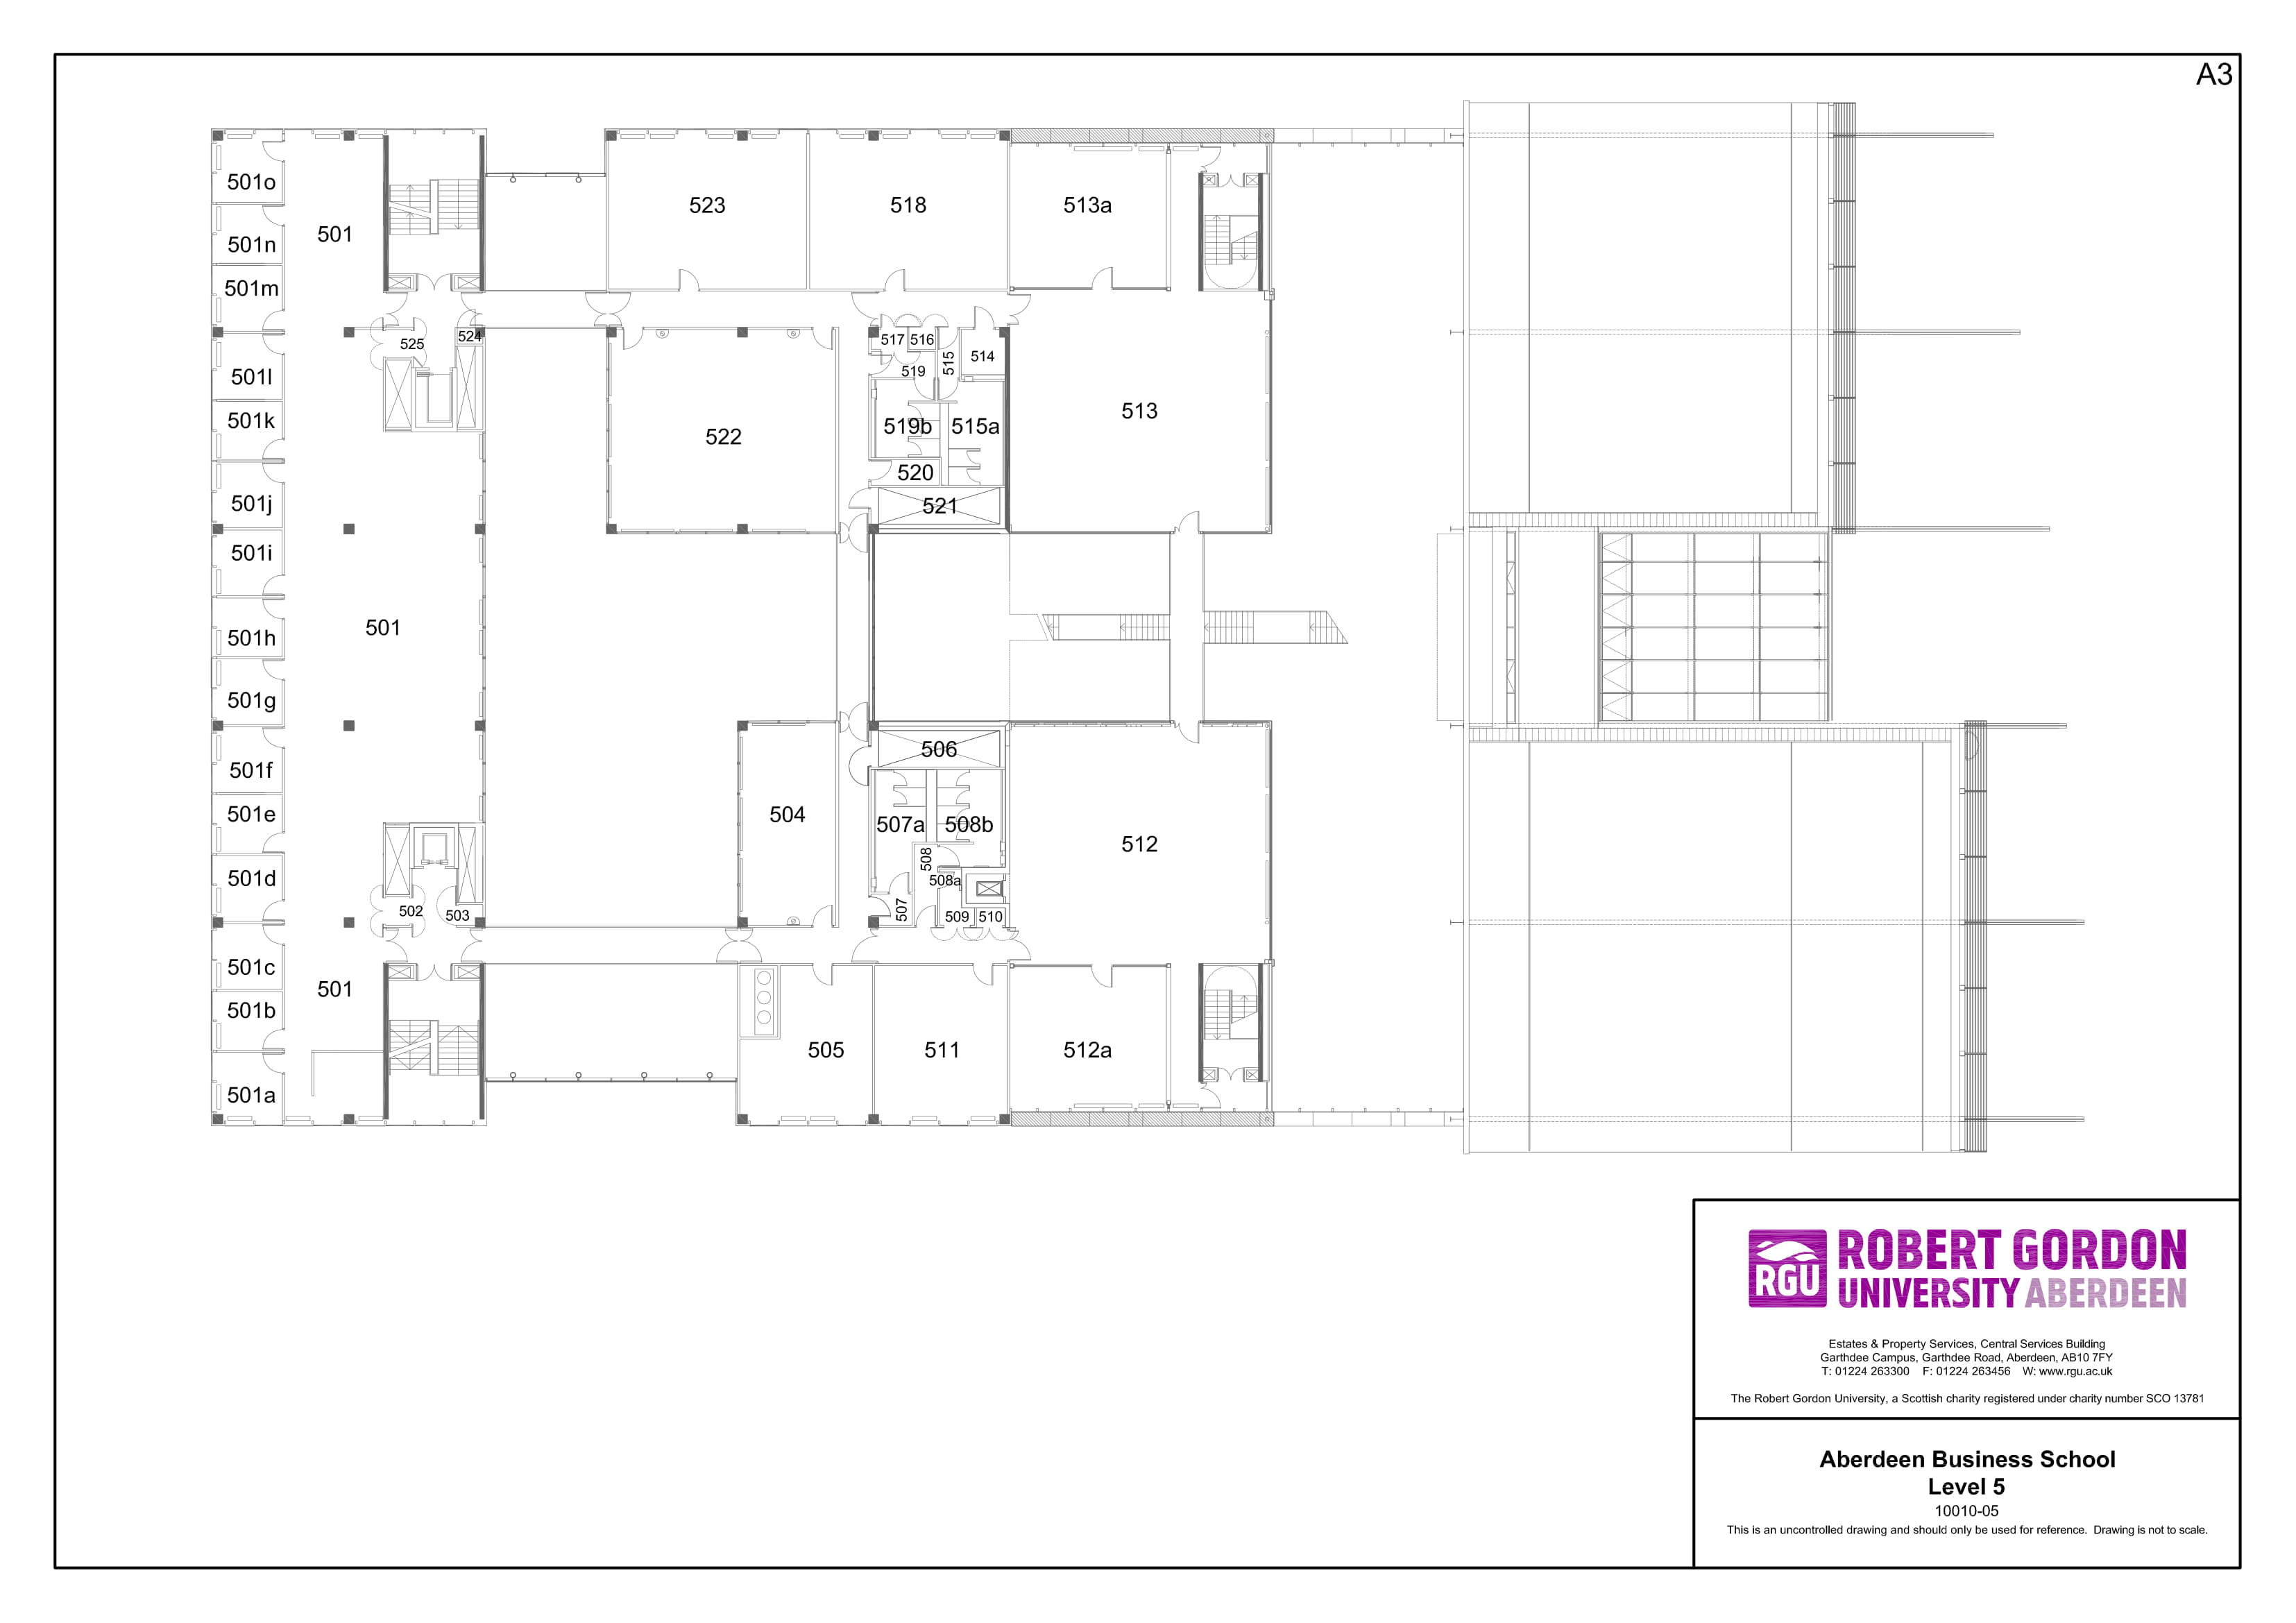 A3
501o
523
518
513a
501n
501
501m
524
525
517
516
514
515
519
501l
513
501k
519b
515a
522
520
501j
521
501i
501
501h
501g
506
501f
504
501e
507a
508b
512
508
501d
508a
507
502
503
509
510
501c
501
501b
505
511
512a
501a
RGU
ROBERT GORDON
UNIVERSITY ABERDEEN
Estates & Property Services, Central Services Building
Garthdee Campus, Garthdee Road, Aberdeen, AB10 7FY
T: 01224 263300 F: 01224 263456 W: www.rgu.ac.uk
The Robert Gordon University, a Scottish charity registered under charity number SCO 13781
Aberdeen Business School
Level 5
10010-05
This is an uncontrolled drawing and should only be used for reference. Drawing is not to scale.